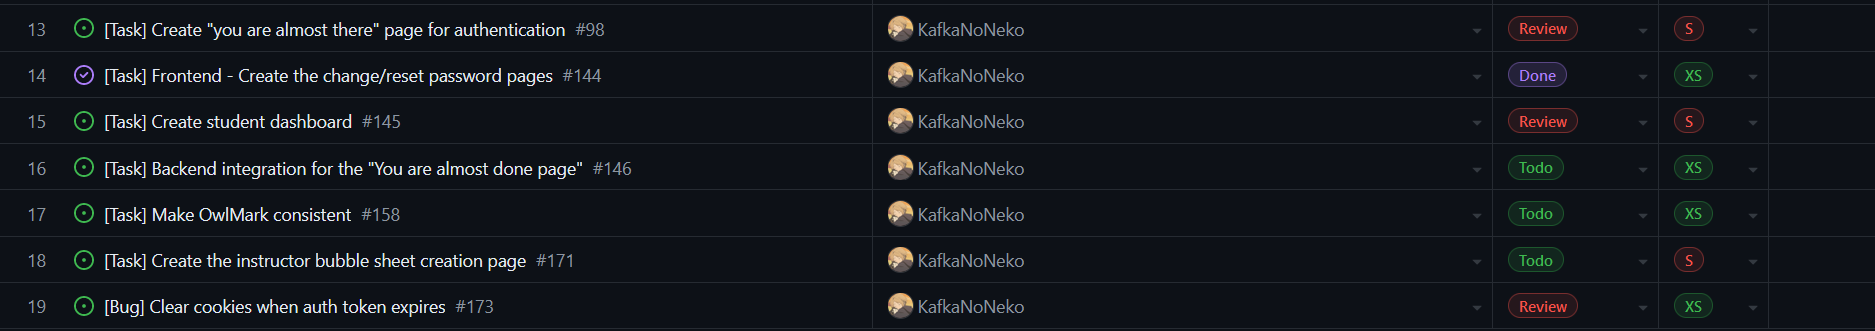 13 [Task] Create "you are almost there" page for authentication #98 KafkaNoNeko Review S
14 [Task] Frontend - Create the change/reset password pages #144 KafkaNoNeko Done XS
15 [Task] Create student dashboard #145 KafkaNoNeko Review S
16 [Task] Backend integration for the "You are almost done page" #146 KafkaNoNeko Todo XS
17 [Task] Make OwlMark consistent #158 KafkaNoNeko Todo XS
18 [Task] Create the instructor bubble sheet creation page #171 KafkaNoNeko Todo S
19 [Bug] Clear cookies when auth token expires #173 KafkaNoNeko Review XS